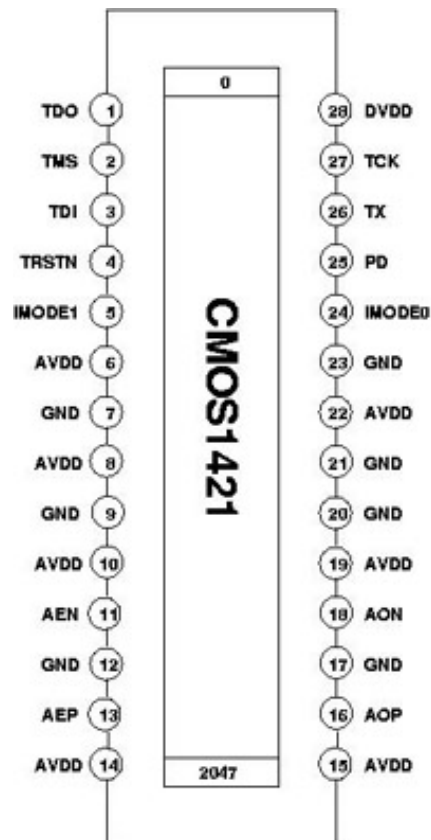 0
TDO 1 28 DVDD
TMS 2 27 TCK
TDI 3 26 TX
TRSTN 4 25 PD
IMODE1 5 24 IMODE0
AVDD 6 23 GND
GND 7 22 AVDD
AVDD 8 21 GND
GND 9 20 GND
AVDD 10 19 AVDD
AEN 11 18 AON
GND 12 17 GND
AEP 13 16 AOP
AVDD 14 15 AVDD
CMOS1421
2047